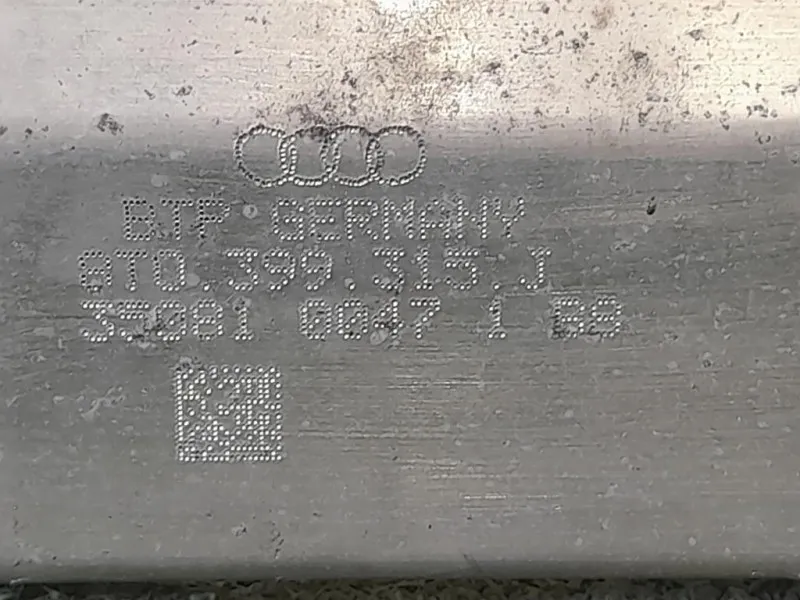 BTP GERMANY
8T0.399 315.J
35081 0047 1 B8